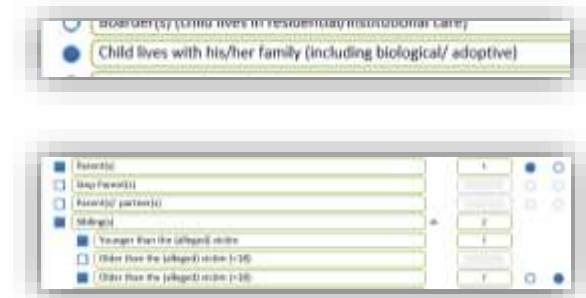 Boarder(s) (child lives in residential/institutional care)
Child lives with his/her family (including biological/ adoptive)
Parent(s) 1
Step Parent(s)
Parent(s)' partner(s)
Sibling(s) 2
Younger than the (alleged) victim 1
Older than the (alleged) victim (<18)
Older than the (alleged) victim (>18) 1